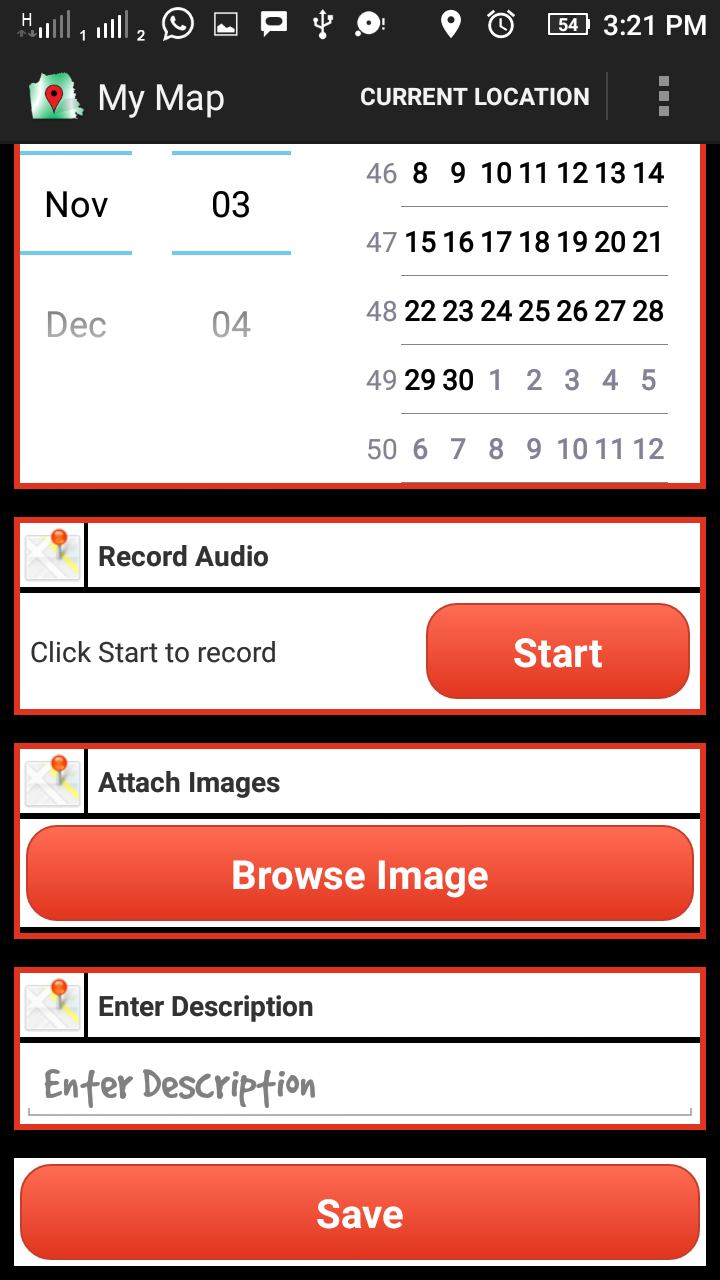 H 1 2 54 3:21 PM
My Map CURRENT LOCATION
46 8 9 10 11 12 13 14
Nov 03
47 15 16 17 18 19 20 21
48 22 23 24 25 26 27 28
Dec 04
49 29 30 1 2 3 4 5
50 6 7 8 9 10 11 12
Record Audio
Click Start to record Start
Attach Images
Browse Image
Enter Description
Enter Description
Save